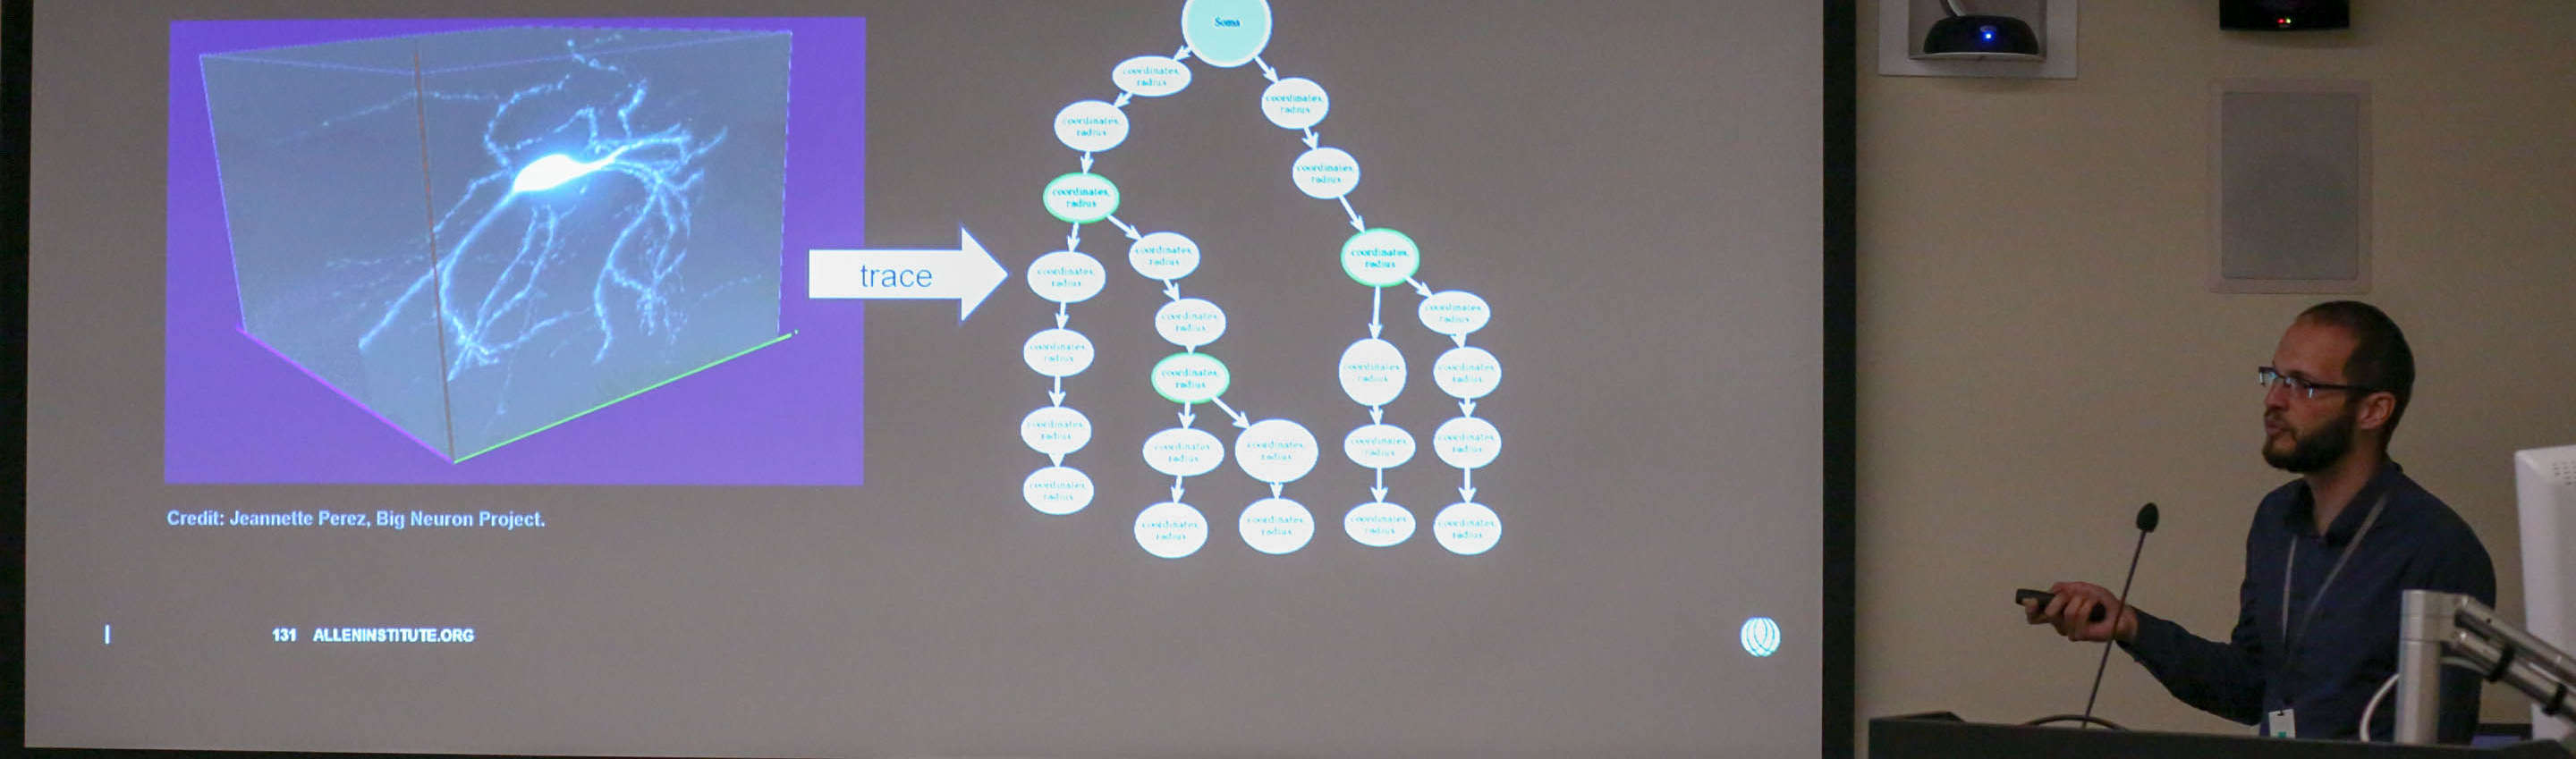 Soma
coordinates,
radius
coordinates,
radius
coordinates,
radius
coordinates,
radius
coordinates,
radius
coordinates,
radius
coordinates,
radius
coordinates,
radius
coordinates,
radius
coordinates,
radius
coordinates,
radius
coordinates,
radius
coordinates,
radius
coordinates,
radius
coordinates,
radius
coordinates,
radius
coordinates,
radius
coordinates,
radius
coordinates,
radius
coordinates,
radius
coordinates,
radius
coordinates,
radius
coordinates,
radius
coordinates,
radius
trace
Credit: Jeannette Perez, Big Neuron Project.
131 ALLENINSTITUTE.ORG